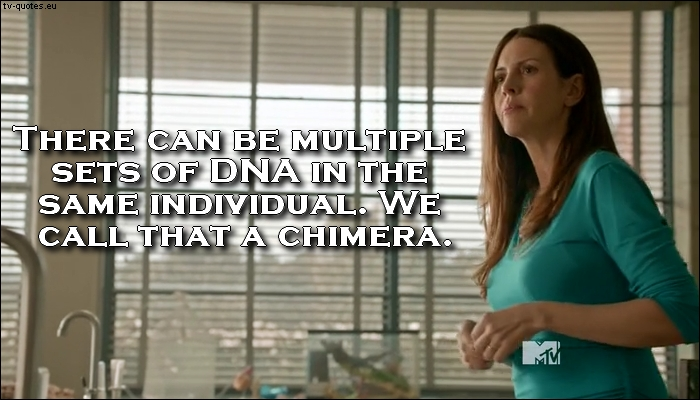 tv-quotes.eu
There can be multiple
sets of DNA in the
same individual. We
call that a chimera.
MTV